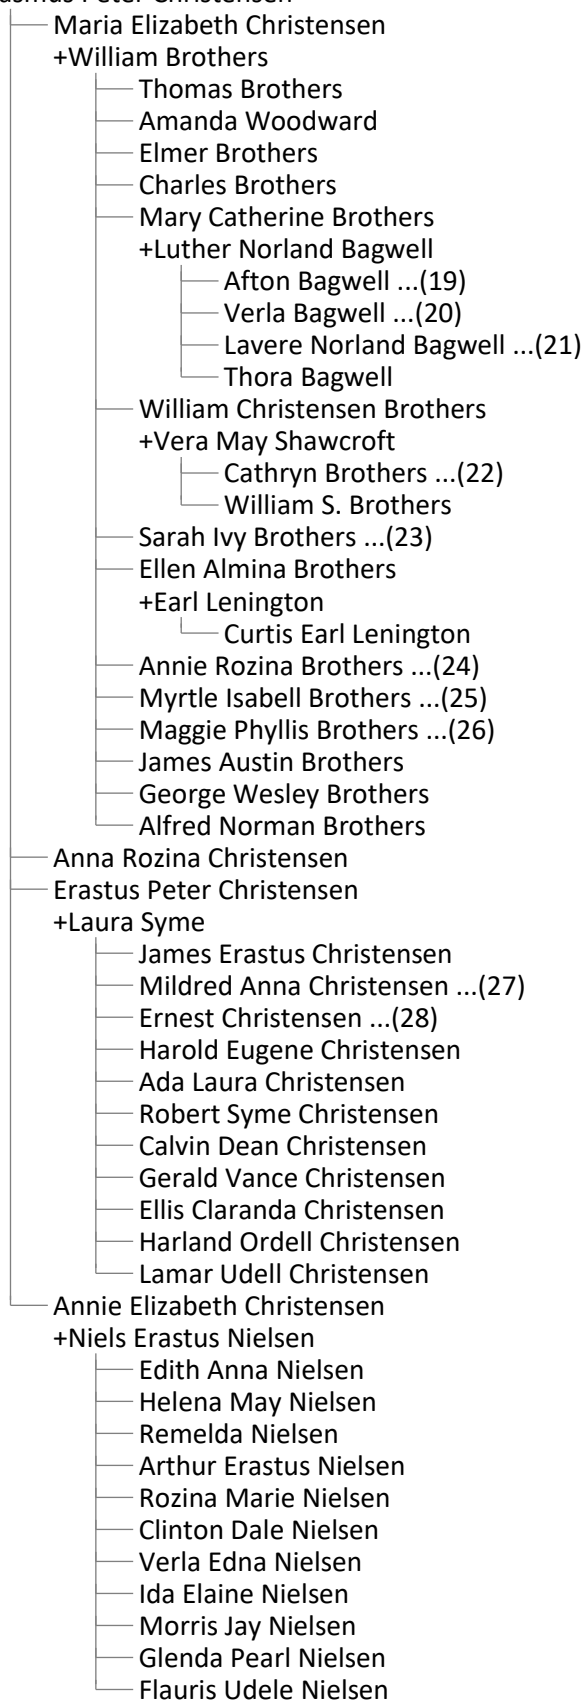 Peter Christensen
Maria Elizabeth Christensen
+William Brothers
Thomas Brothers
Amanda Woodward
Elmer Brothers
Charles Brothers
Mary Catherine Brothers
+Luther Norland Bagwell
Afton Bagwell ...(19)
Verla Bagwell ...(20)
Lavere Norland Bagwell ...(21)
Thora Bagwell
William Christensen Brothers
+Vera May Shawcroft
Cathryn Brothers ...(22)
William S. Brothers
Sarah Ivy Brothers ...(23)
Ellen Almina Brothers
+Earl Lenington
Curtis Earl Lenington
Annie Rozina Brothers ...(24)
Myrtle Isabell Brothers ...(25)
Maggie Phyllis Brothers ...(26)
James Austin Brothers
George Wesley Brothers
Alfred Norman Brothers
Anna Rozina Christensen
Erastus Peter Christensen
+Laura Syme
James Erastus Christensen
Mildred Anna Christensen ...(27)
Ernest Christensen ...(28)
Harold Eugene Christensen
Ada Laura Christensen
Robert Syme Christensen
Calvin Dean Christensen
Gerald Vance Christensen
Ellis Claranda Christensen
Harland Ordell Christensen
Lamar Udell Christensen
Annie Elizabeth Christensen
+Niels Erastus Nielsen
Edith Anna Nielsen
Helena May Nielsen
Remelda Nielsen
Arthur Erastus Nielsen
Rozina Marie Nielsen
Clinton Dale Nielsen
Verla Edna Nielsen
Ida Elaine Nielsen
Morris Jay Nielsen
Glenda Pearl Nielsen
Flauris Udele Nielsen